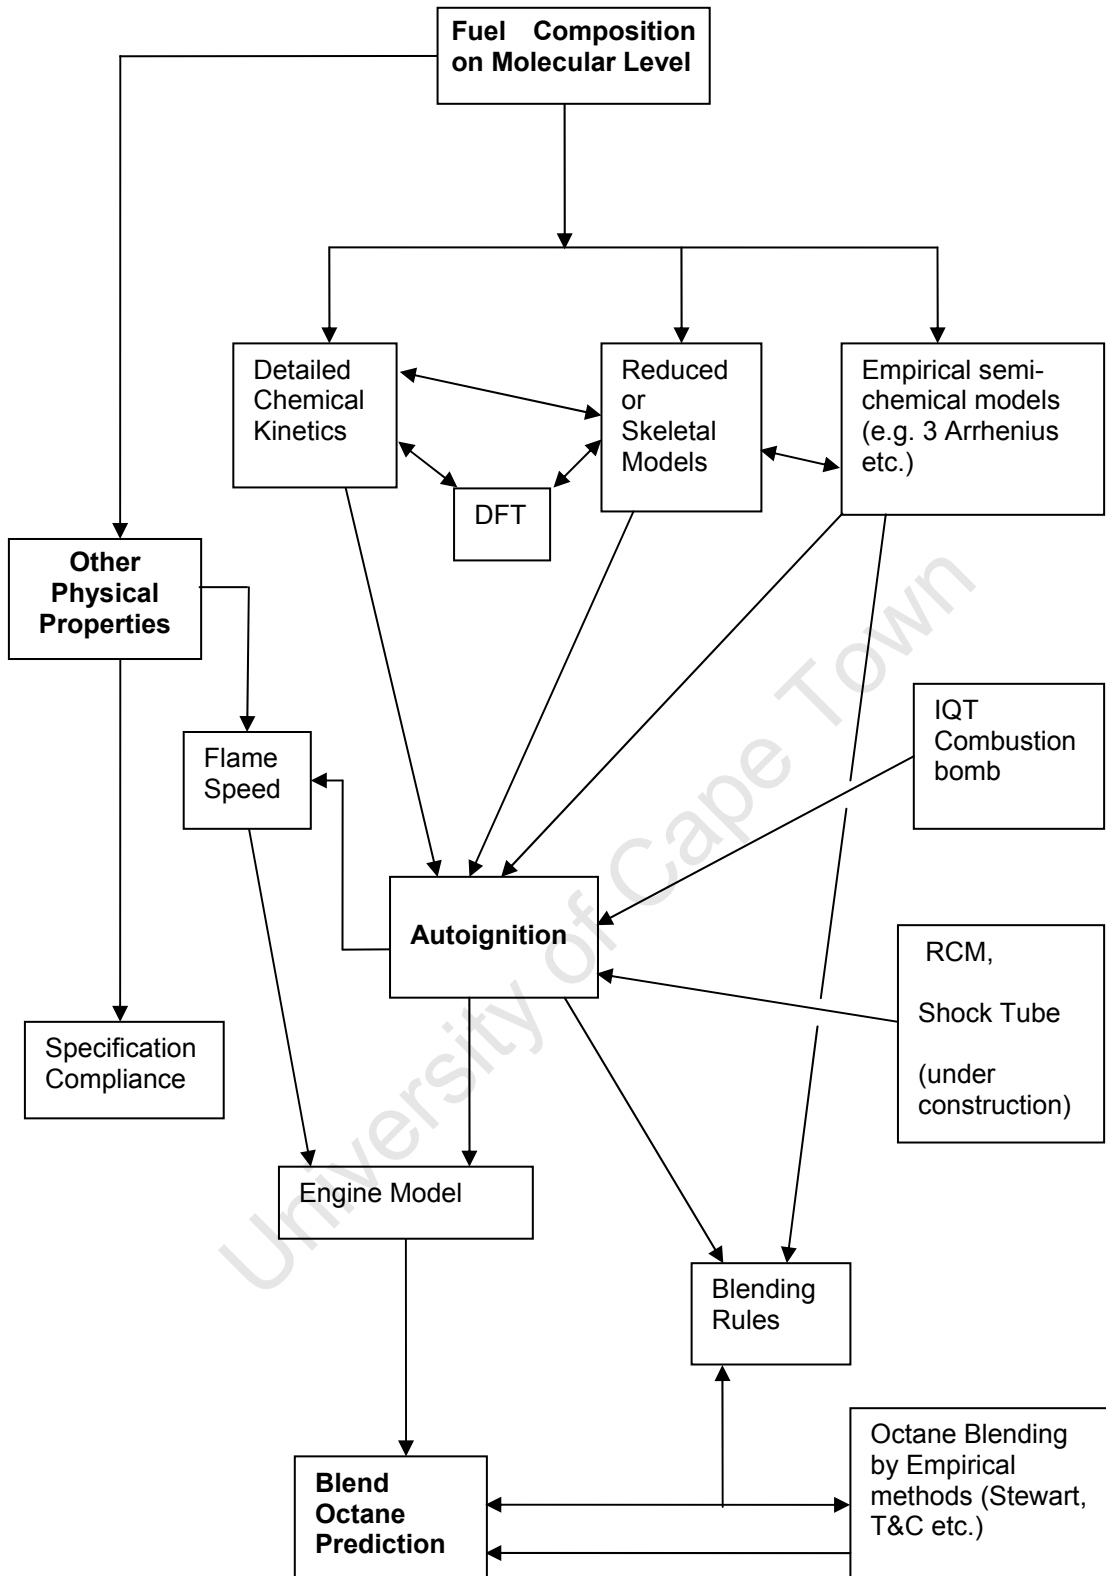 Fuel Composition
on Molecular Level
Detailed
Chemical
Kinetics
Reduced
or
Skeletal
Models
Empirical semi-
chemical models
(e.g. 3 Arrhenius
etc.)
DFT
Other
Physical
Properties
IQT
Combustion
bomb
Flame
Speed
Autoignition
RCM,
Shock Tube
(under
construction)
Specification
Compliance
Engine Model
Blending
Rules
Octane Blending
by Empirical
methods (Stewart,
T&C etc.)
Blend
Octane
Prediction
University of Cape Town